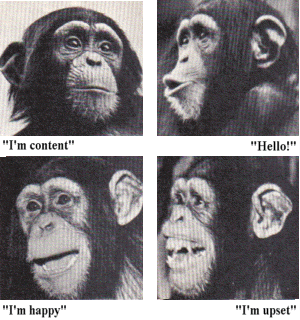 "I'm content"
"Hello!"
"I'm happy"
"I'm upset"